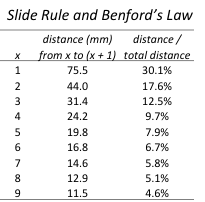 Slide Rule and Benford's Law
distance (mm) distance /
x from x to (x + 1) total distance
1 75.5 30.1%
2 44.0 17.6%
3 31.4 12.5%
4 24.2 9.7%
5 19.8 7.9%
6 16.8 6.7%
7 14.6 5.8%
8 12.9 5.1%
9 11.5 4.6%